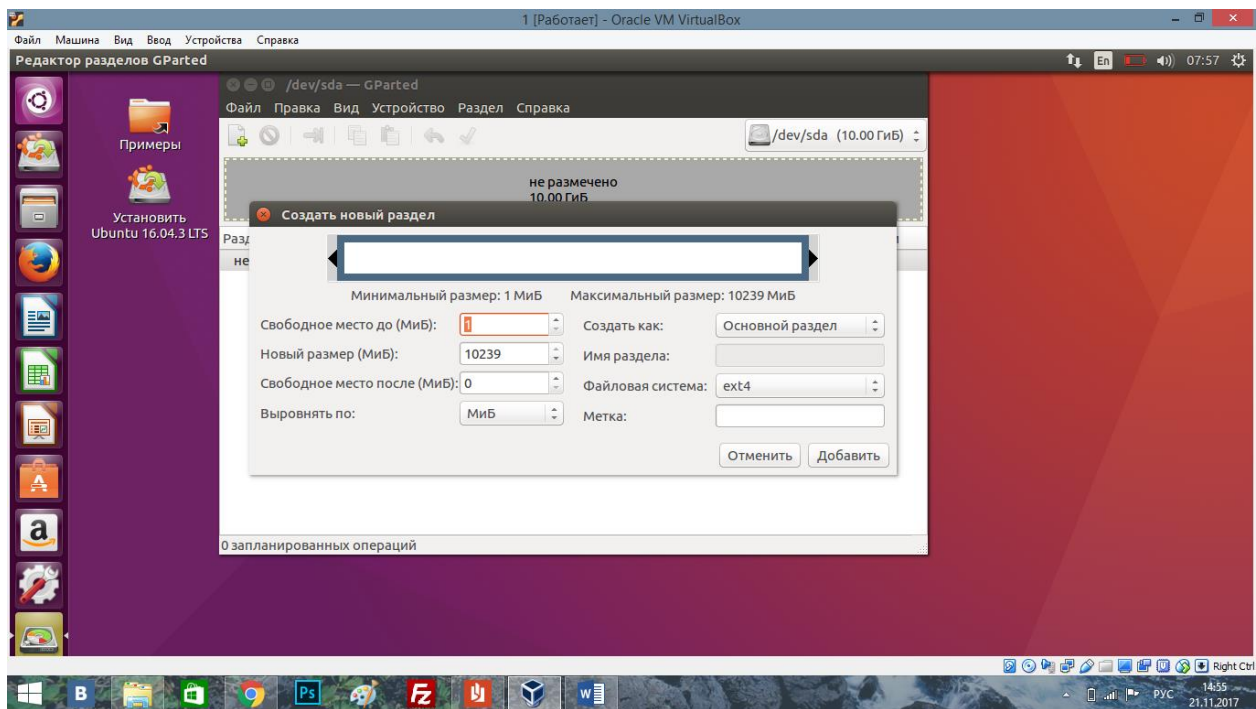 1 [Работает] - Oracle VM VirtualBox
Файл Машина Вид Ввод Устройства Справка
Редактор разделов GParted
En
07:57
/dev/sda — GParted
Файл Правка Вид Устройство Раздел Справка
/dev/sda (10.00 ГиБ)
Примеры
не размечено
10.00 ГиБ
Установить
Ubuntu 16.04.3 LTS
Создать новый раздел
Разд
не
Минимальный размер: 1 МиБ Максимальный размер: 10239 МиБ
Свободное место до (МиБ): 1 Создать как: Основной раздел
Новый размер (МиБ): 10239 Имя раздела:
Свободное место после (МиБ): 0 Файловая система: ext4
Выровнять по: МиБ Метка:
Отменить Добавить
0 запланированных операций
Right Ctrl
РУС
14:55
21.11.2017